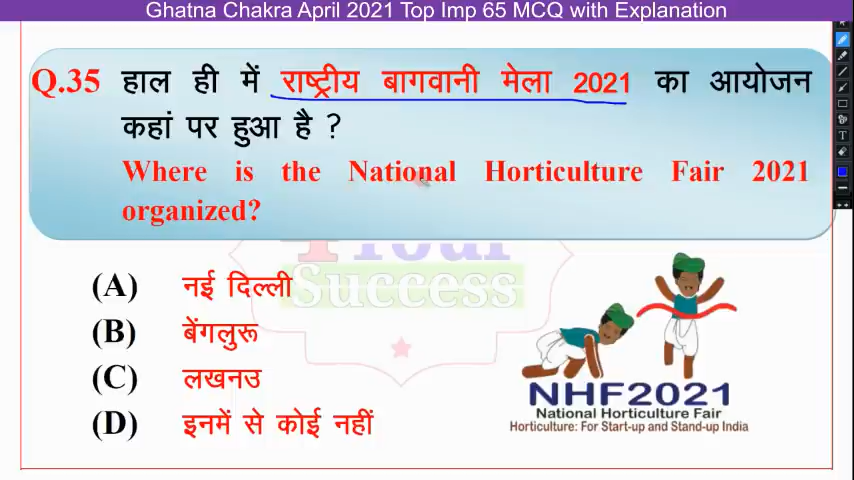 Ghatna Chakra April 2021 Top Imp 65 MCQ with Explanation
Q.35 हाल ही में राष्ट्रीय बागवानी मेला 2021 का आयोजन
कहां पर हुआ है ?
Where is the National Horticulture Fair 2021
organized?
Your
Success
(A) नई दिल्ली
(B) बेंगलुरू
(C) लखनउ
(D) इनमें से कोई नहीं
NHF2021
National Horticulture Fair
Horticulture: For Start-up and Stand-up India